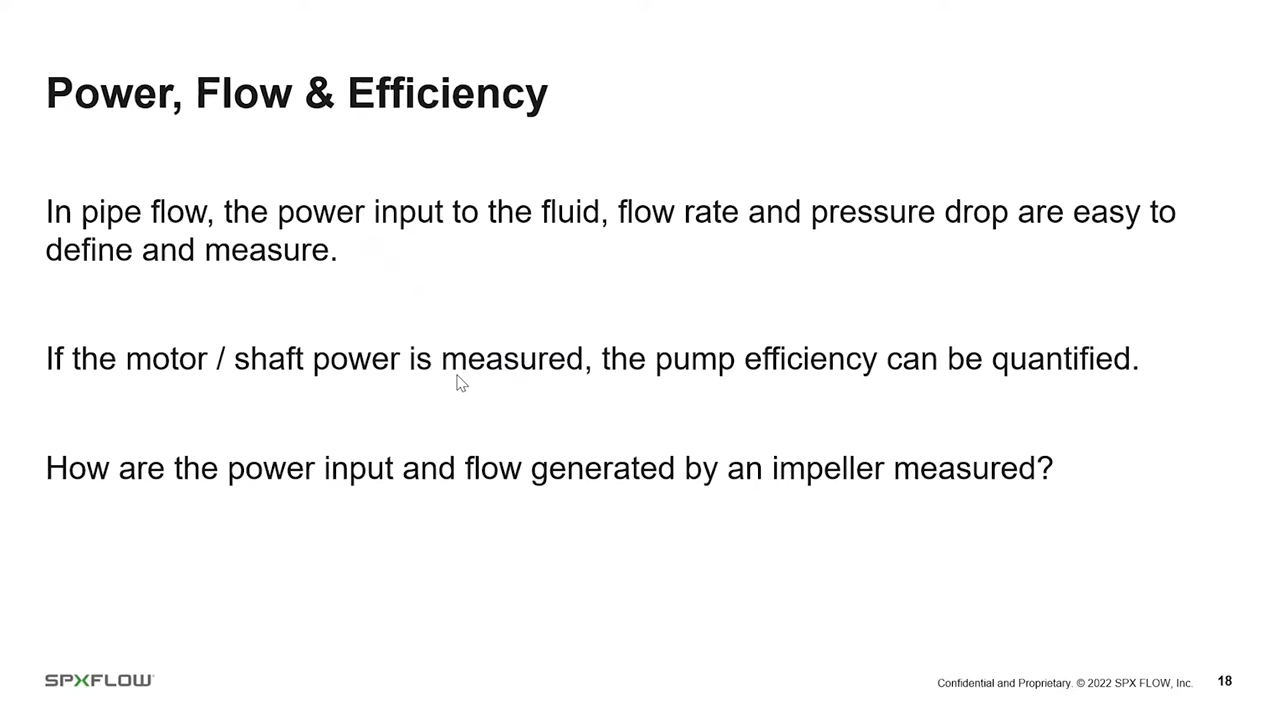 Power, Flow & Efficiency
In pipe flow, the power input to the fluid, flow rate and pressure drop are easy to
define and measure.
If the motor / shaft power is measured, the pump efficiency can be quantified.
How are the power input and flow generated by an impeller measured?
SPXFLOW
Confidential and Proprietary. © 2022 SPX FLOW, Inc. 18